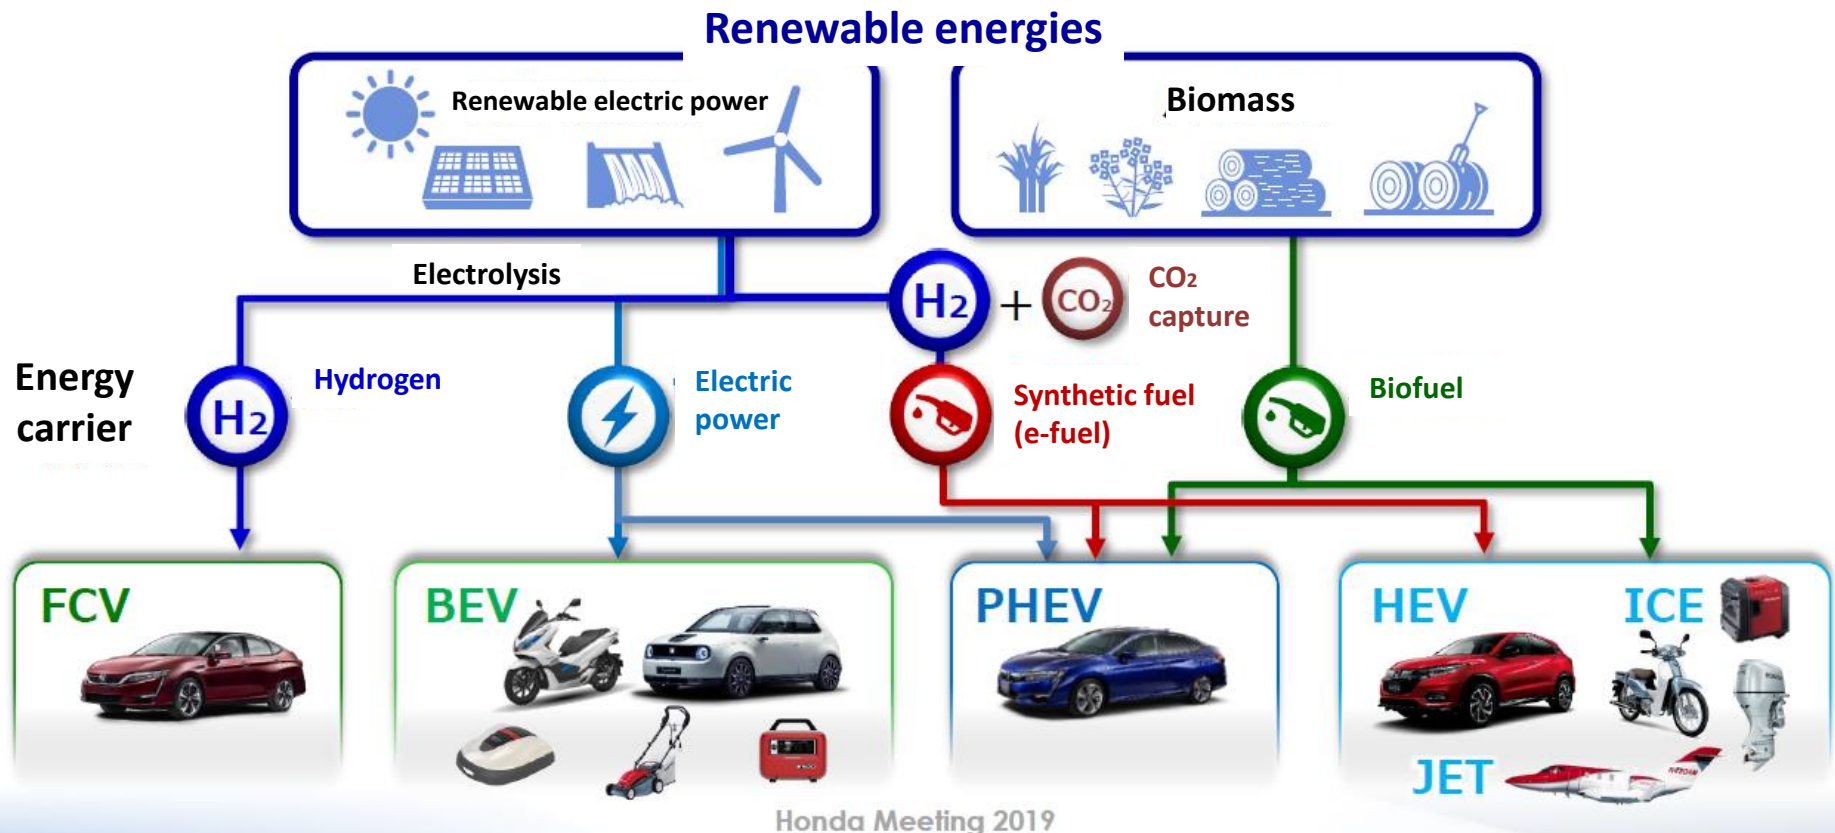 Renewable energies
Renewable electric power
Biomass
Electrolysis
H2
+
CO2
CO2
capture
Energy
carrier
H2
Hydrogen
Electric
power
Synthetic fuel
(e-fuel)
Biofuel
FCV
BEV
PHEV
HEV
ICE
JET
Honda Meeting 2019